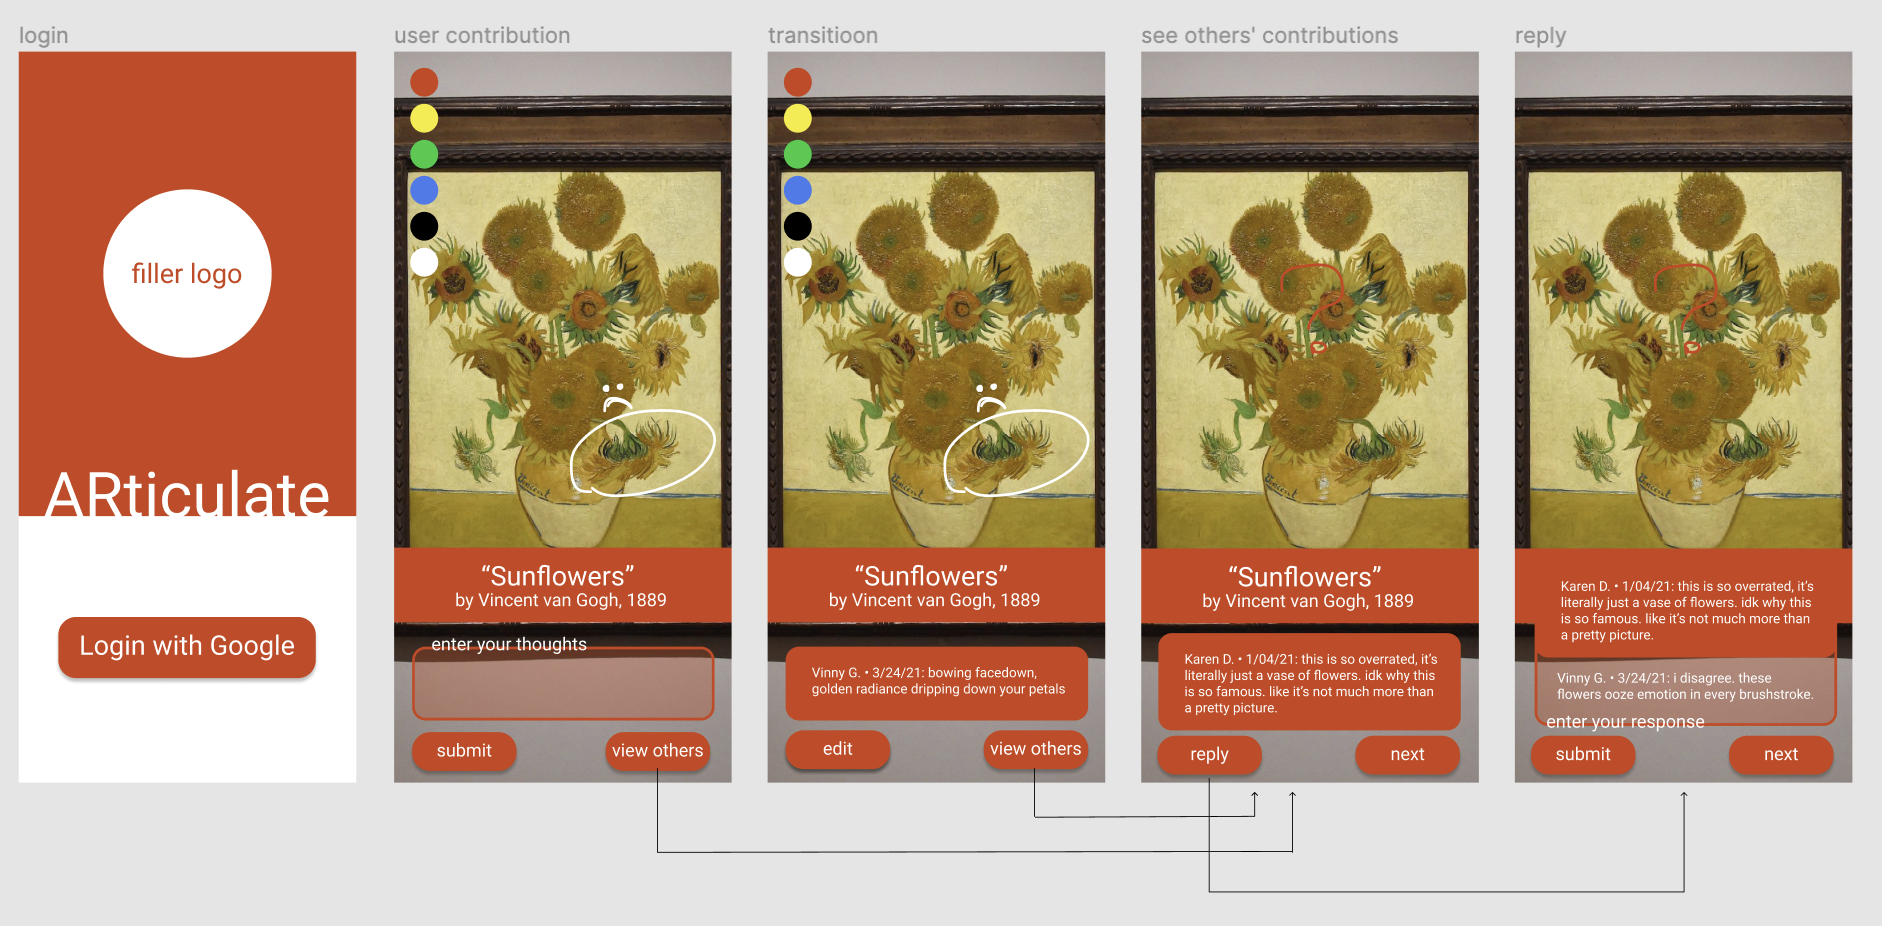 login
filler logo
ARticulate
Login with Google
user contribution
“Sunflowers”
by Vincent van Gogh, 1889
enter your thoughts
submit
view others
transitioon
“Sunflowers”
by Vincent van Gogh, 1889
Vinny G. • 3/24/21: bowing facedown,
golden radiance dripping down your petals
edit
view others
see others' contributions
“Sunflowers”
by Vincent van Gogh, 1889
Karen D. • 1/04/21: this is so overrated, it’s
literally just a vase of flowers. idk why this
is so famous. like it’s not much more than
a pretty picture.
reply
next
reply
Karen D. • 1/04/21: this is so overrated, it’s
literally just a vase of flowers. idk why this
is so famous. like it’s not much more than
a pretty picture.
Vinny G. • 3/24/21: i disagree. these
flowers ooze emotion in every brushstroke.
enter your response
submit
next